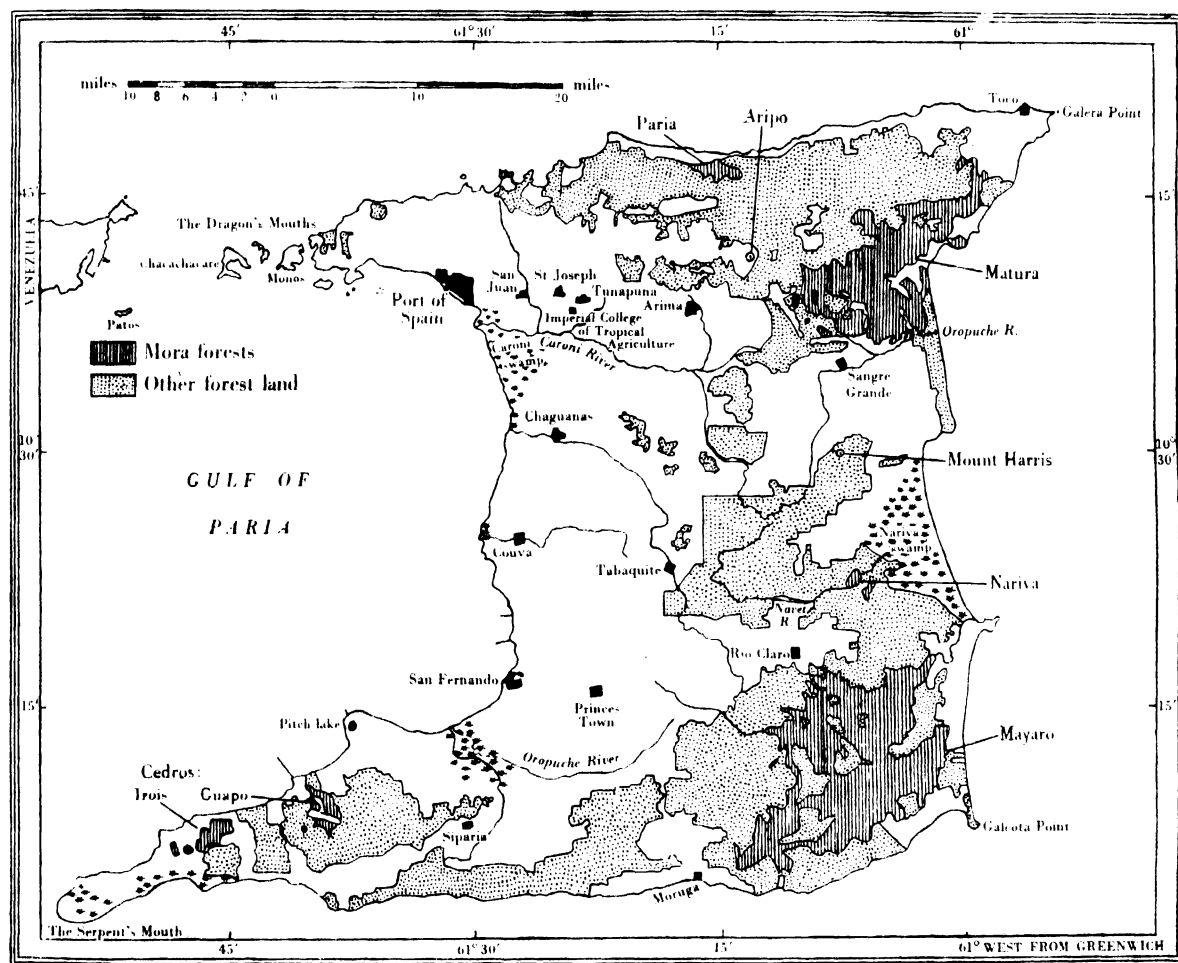 45′ 61° 30′ 15′ 61°
miles miles
10 8 6 4 2 0 10 20
Toco
Galera Point
Paria
Aripo
45′
15′
VENEZUELA
The Dragon's Mouths
Chacachacare
Monos
Patos
Port of
Spain
San
Juan
St Joseph
Tunapuna
Arima
Imperial College
of Tropical
Agriculture
Matura
Oropuche R.
Mora forests
Other forest land
Caroni
swamp
Caroni River
Sangre
Grande
Chaguanas
10°
30′
10°
30′
Mount Harris
GULF OF
PARIA
Nariva
swamp
Couva
Tabaquite
Nariva
Navet
R.
Rio Claro
San Fernando
Princes
Town
15′
15′
Pitch lake
Oropuche River
Mayaro
Cedros:
Irois
Guapo
Siparia
Galeota Point
Moruga
The Serpent's Mouth
45′ 61° 30′ 15′ 61° WEST FROM GREENWICH